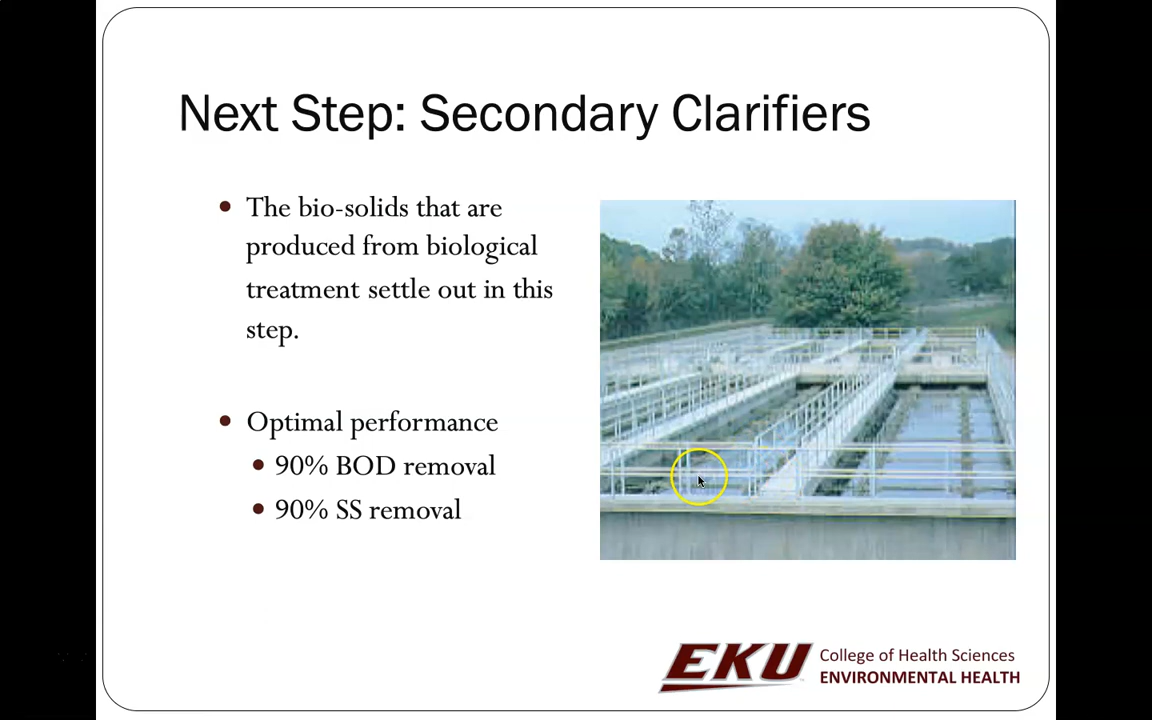 Next Step: Secondary Clarifiers
• The bio-solids that are
produced from biological
treatment settle out in this
step.
• Optimal performance
• 90% BOD removal
• 90% SS removal
EKU
College of Health Sciences
ENVIRONMENTAL HEALTH